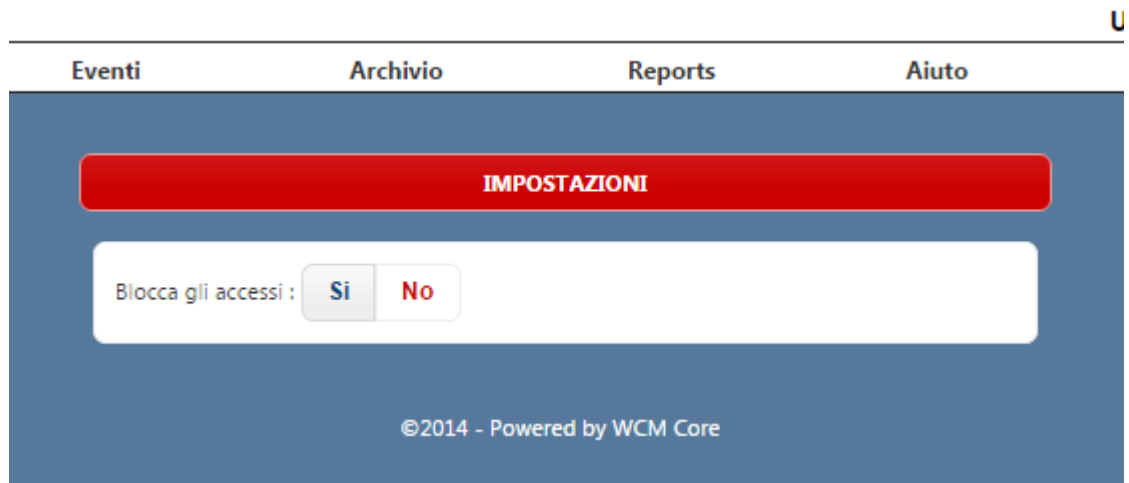 U
Eventi Archivio Reports Aiuto
IMPOSTAZIONI
Blocca gli accessi : Si No
©2014 - Powered by WCM Core